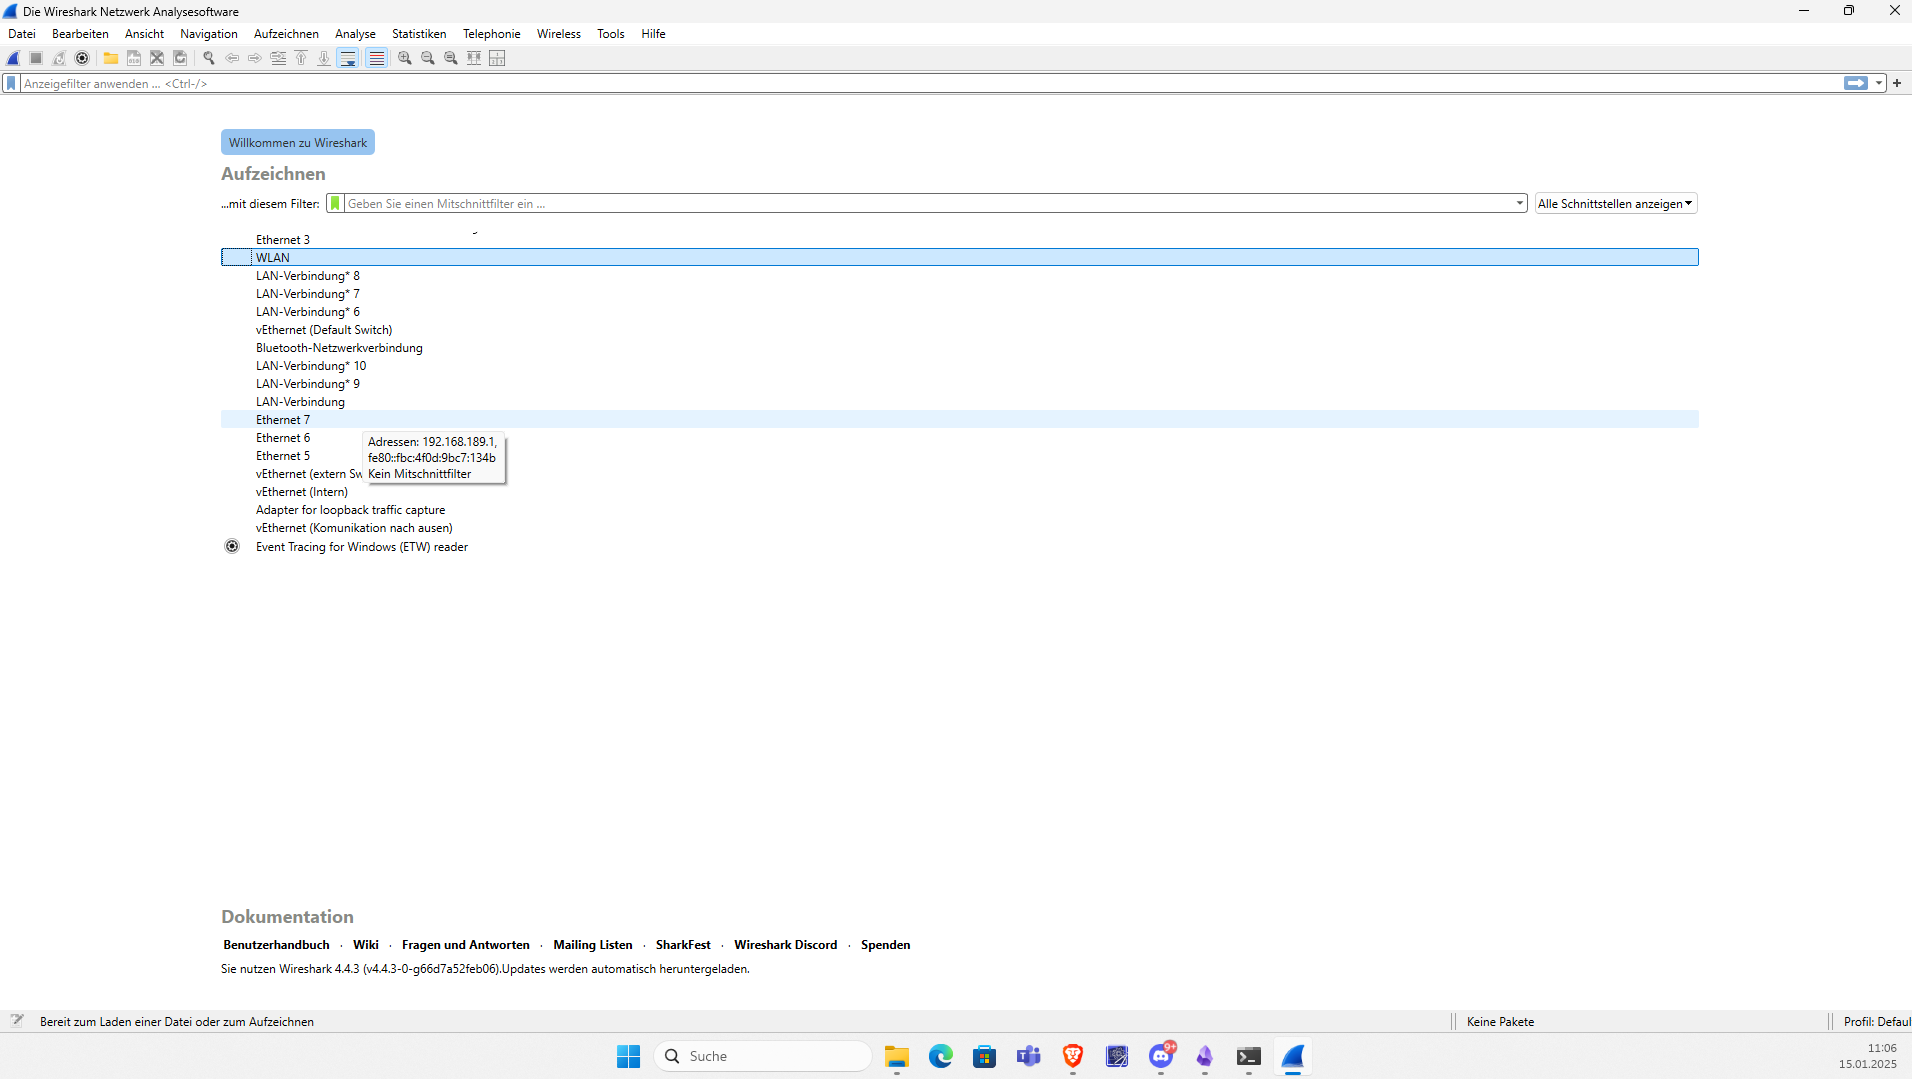 Die Wireshark Netzwerk Analysesoftware
Datei Bearbeiten Ansicht Navigation Aufzeichnen Analyse Statistiken Telephonie Wireless Tools Hilfe
Anzeigefilter anwenden ... <Ctrl-/>
Willkommen zu Wireshark
Aufzeichnen
...mit diesem Filter: Geben Sie einen Mitschnittfilter ein ... Alle Schnittstellen anzeigen
Ethernet 3
WLAN
LAN-Verbindung* 8
LAN-Verbindung* 7
LAN-Verbindung* 6
vEthernet (Default Switch)
Bluetooth-Netzwerkverbindung
LAN-Verbindung* 10
LAN-Verbindung* 9
LAN-Verbindung
Ethernet 7
Ethernet 6
Ethernet 5
vEthernet (extern Sw
Adressen: 192.168.189.1,
fe80::fbc:4f0d:9bc7:134b
Kein Mitschnittfilter
vEthernet (Intern)
Adapter for loopback traffic capture
vEthernet (Komunikation nach ausen)
Event Tracing for Windows (ETW) reader
Dokumentation
Benutzerhandbuch · Wiki · Fragen und Antworten · Mailing Listen · SharkFest · Wireshark Discord · Spenden
Sie nutzen Wireshark 4.4.3 (v4.4.3-0-g66d7a52feb06).Updates werden automatisch heruntergeladen.
Bereit zum Laden einer Datei oder zum Aufzeichnen Keine Pakete Profil: Defaul
Suche
9+
11:06
15.01.2025